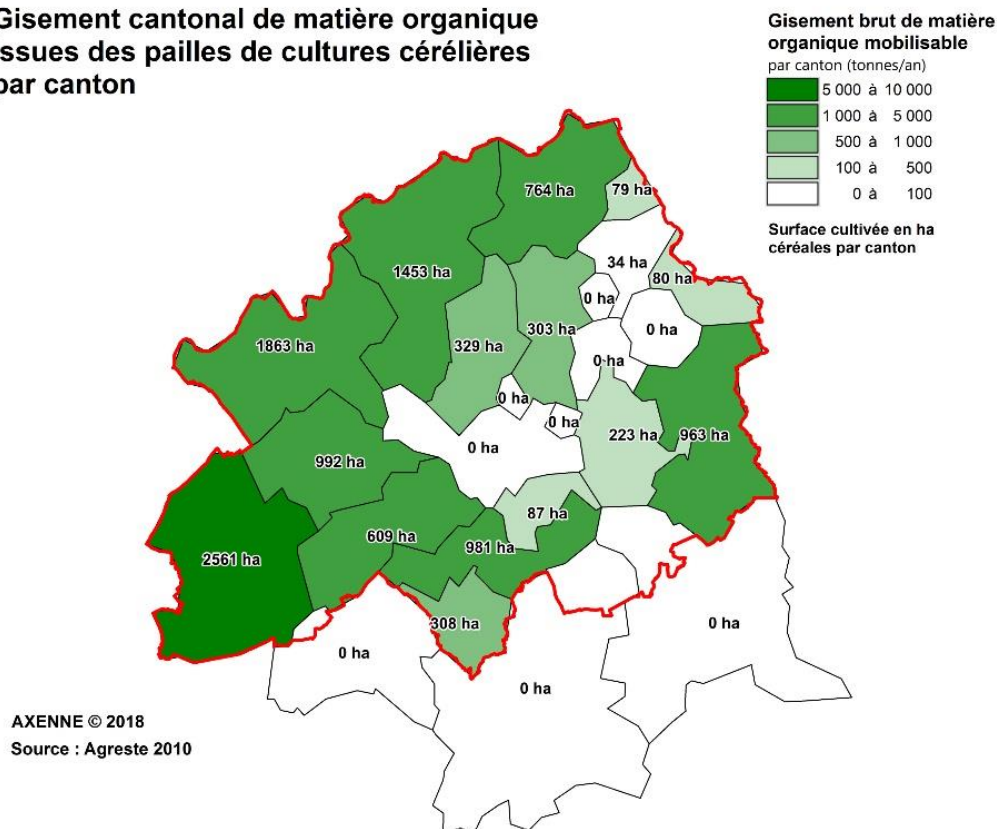 Gisement cantonal de matière organique
issues des pailles de cultures cérélières
par canton
Gisement brut de matière
organique mobilisable
par canton (tonnes/an)
5 000 à 10 000
1 000 à 5 000
500 à 1 000
100 à 500
0 à 100
Surface cultivée en ha
céréales par canton
764 ha
79 ha
1453 ha
34 ha
80 ha
0 ha
303 ha
0 ha
1863 ha
329 ha
0 ha
0 ha
0 ha
223 ha
963 ha
0 ha
992 ha
87 ha
609 ha
981 ha
2561 ha
308 ha
0 ha
0 ha
0 ha
AXENNE © 2018
Source : Agreste 2010